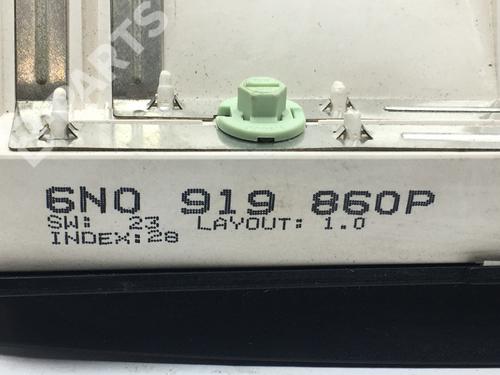 6N0 919 860P
SW: 23 LAYOUT: 1.0
INDEX:28